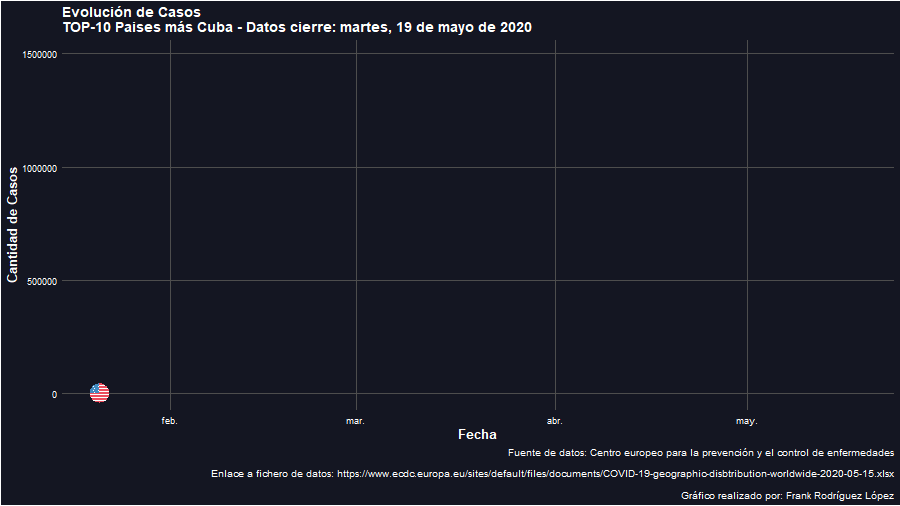 Evolución de Casos
TOP-10 Paises más Cuba - Datos cierre: martes, 19 de mayo de 2020
1500000
1000000
500000
0
Cantidad de Casos
feb.
mar.
abr.
may.
Fecha
Fuente de datos: Centro europeo para la prevención y el control de enfermedades
Enlace a fichero de datos: https://www.ecdc.europa.eu/sites/default/files/documents/COVID-19-geographic-disbtribution-worldwide-2020-05-15.xlsx
Gráfico realizado por: Frank Rodríguez López